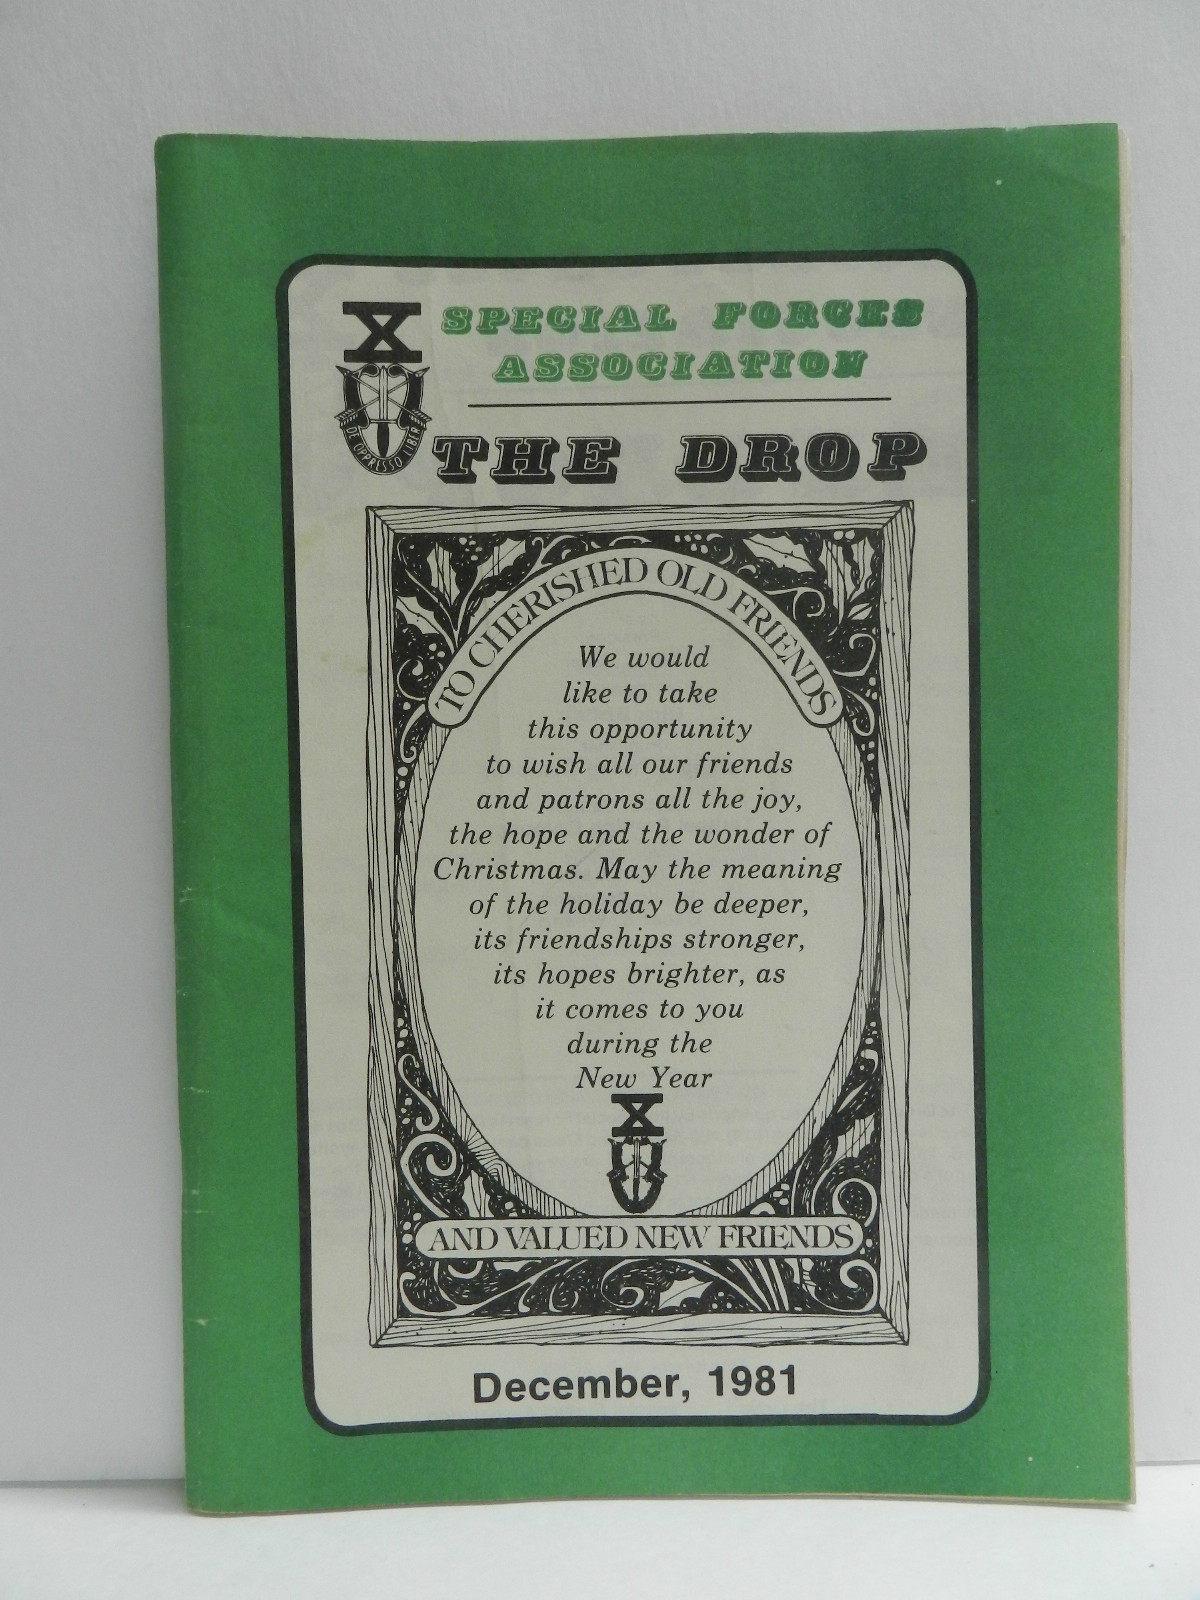 X
SPECIAL FORCES
ASSOCIATION
DE OPPRESSO LIBER
THE DROP
TO CHERISHED OLD FRIENDS
We would
like to take
this opportunity
to wish all our friends
and patrons all the joy,
the hope and the wonder of
Christmas. May the meaning
of the holiday be deeper,
its friendships stronger,
its hopes brighter, as
it comes to you
during the
New Year
X
AND VALUED NEW FRIENDS
December, 1981